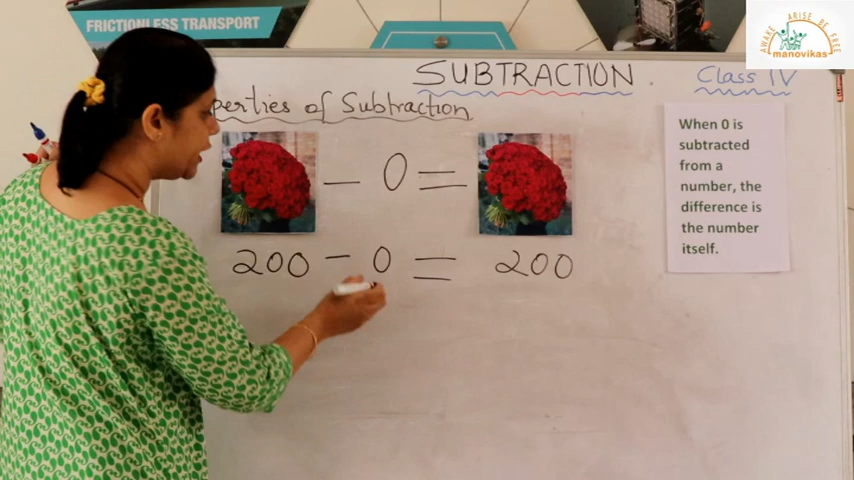 FRICTIONLESS TRANSPORT
AWAKE ARISE BE FREE
manovikas
SUBTRACTION.
Class IV
perties of Subtraction
- 0 =
200 - 0 = 200
When 0 is
subtracted
from a
number, the
difference is
the number
itself.